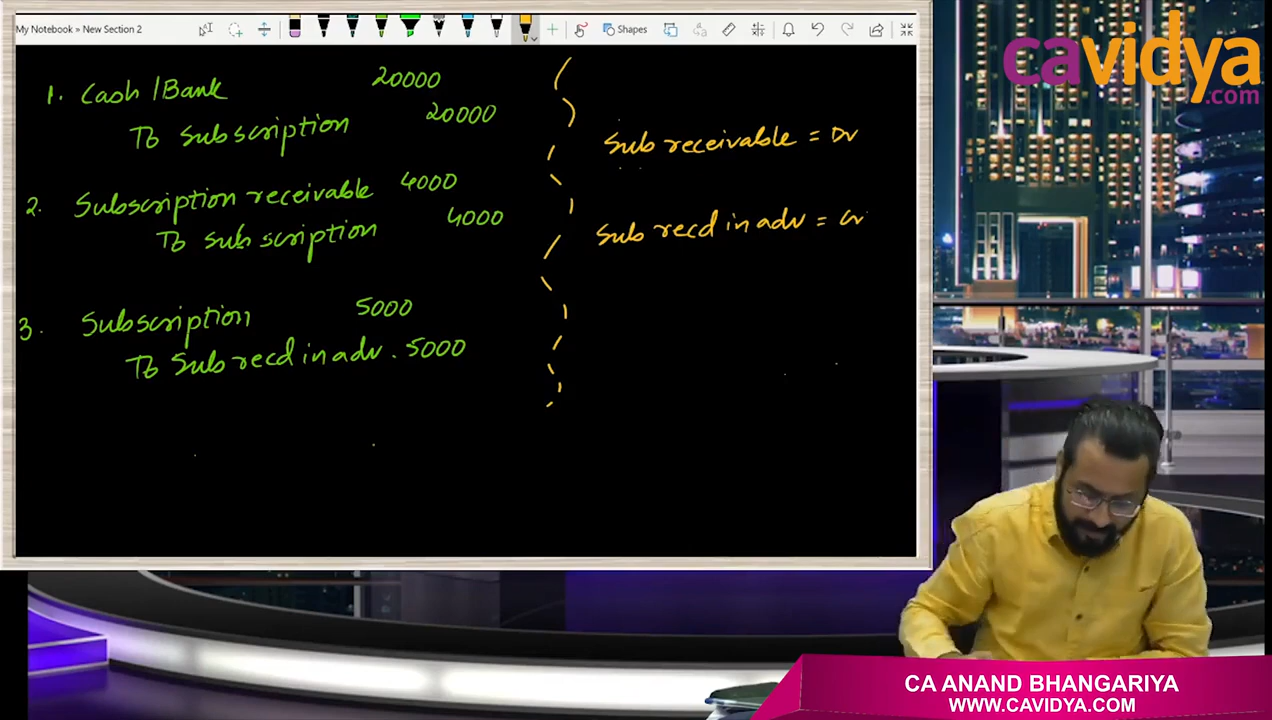 My Notebook » New Section 2
Shapes
1. Cash / Bank 20000
To Subscription 20000
2. Subscription receivable 4000
To Subscription 4000
3. Subscription 5000
To Sub recd in adv. 5000
Sub receivable = Dr
Sub recd in adv = Cr
cavidya
.com
CA ANAND BHANGARIYA
WWW.CAVIDYA.COM